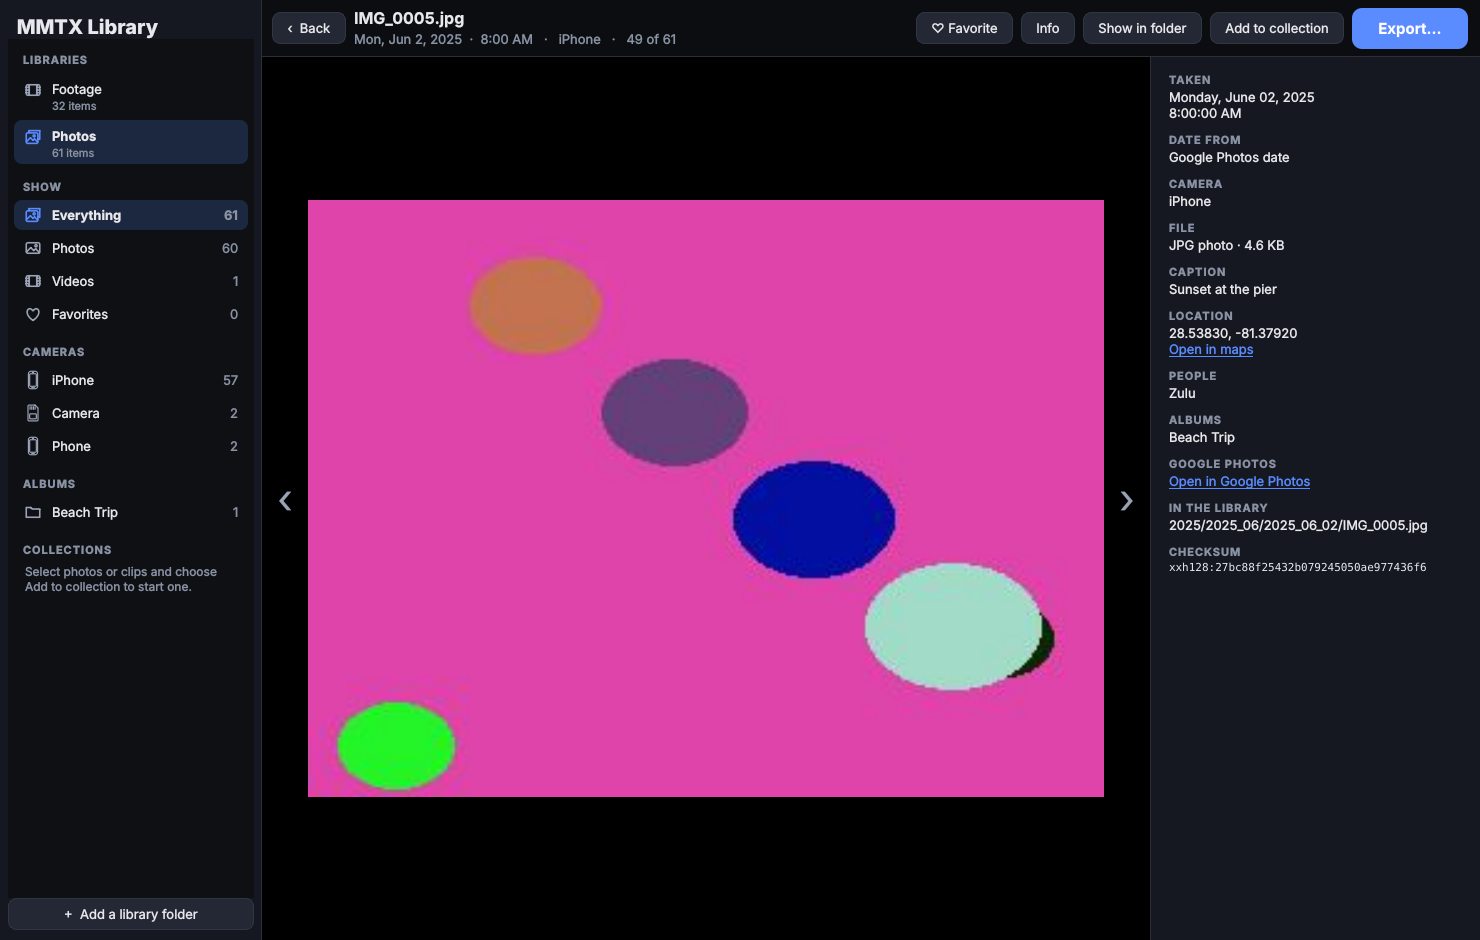 MMTX Library
LIBRARIES
Footage
32 items
Photos
61 items
SHOW
Everything 61
Photos 60
Videos 1
Favorites 0
CAMERAS
iPhone 57
Camera 2
Phone 2
ALBUMS
Beach Trip 1
COLLECTIONS
Select photos or clips and choose
Add to collection to start one.
+ Add a library folder
‹ Back
IMG_0005.jpg
Mon, Jun 2, 2025 · 8:00 AM · iPhone · 49 of 61
♡ Favorite
Info
Show in folder
Add to collection
Export...
TAKEN
Monday, June 02, 2025
8:00:00 AM
DATE FROM
Google Photos date
CAMERA
iPhone
FILE
JPG photo · 4.6 KB
CAPTION
Sunset at the pier
LOCATION
28.53830, -81.37920
Open in maps
PEOPLE
Zulu
ALBUMS
Beach Trip
GOOGLE PHOTOS
Open in Google Photos
IN THE LIBRARY
2025/2025_06/2025_06_02/IMG_0005.jpg
CHECKSUM
xxh128:27bc88f25432b079245050ae977436f6